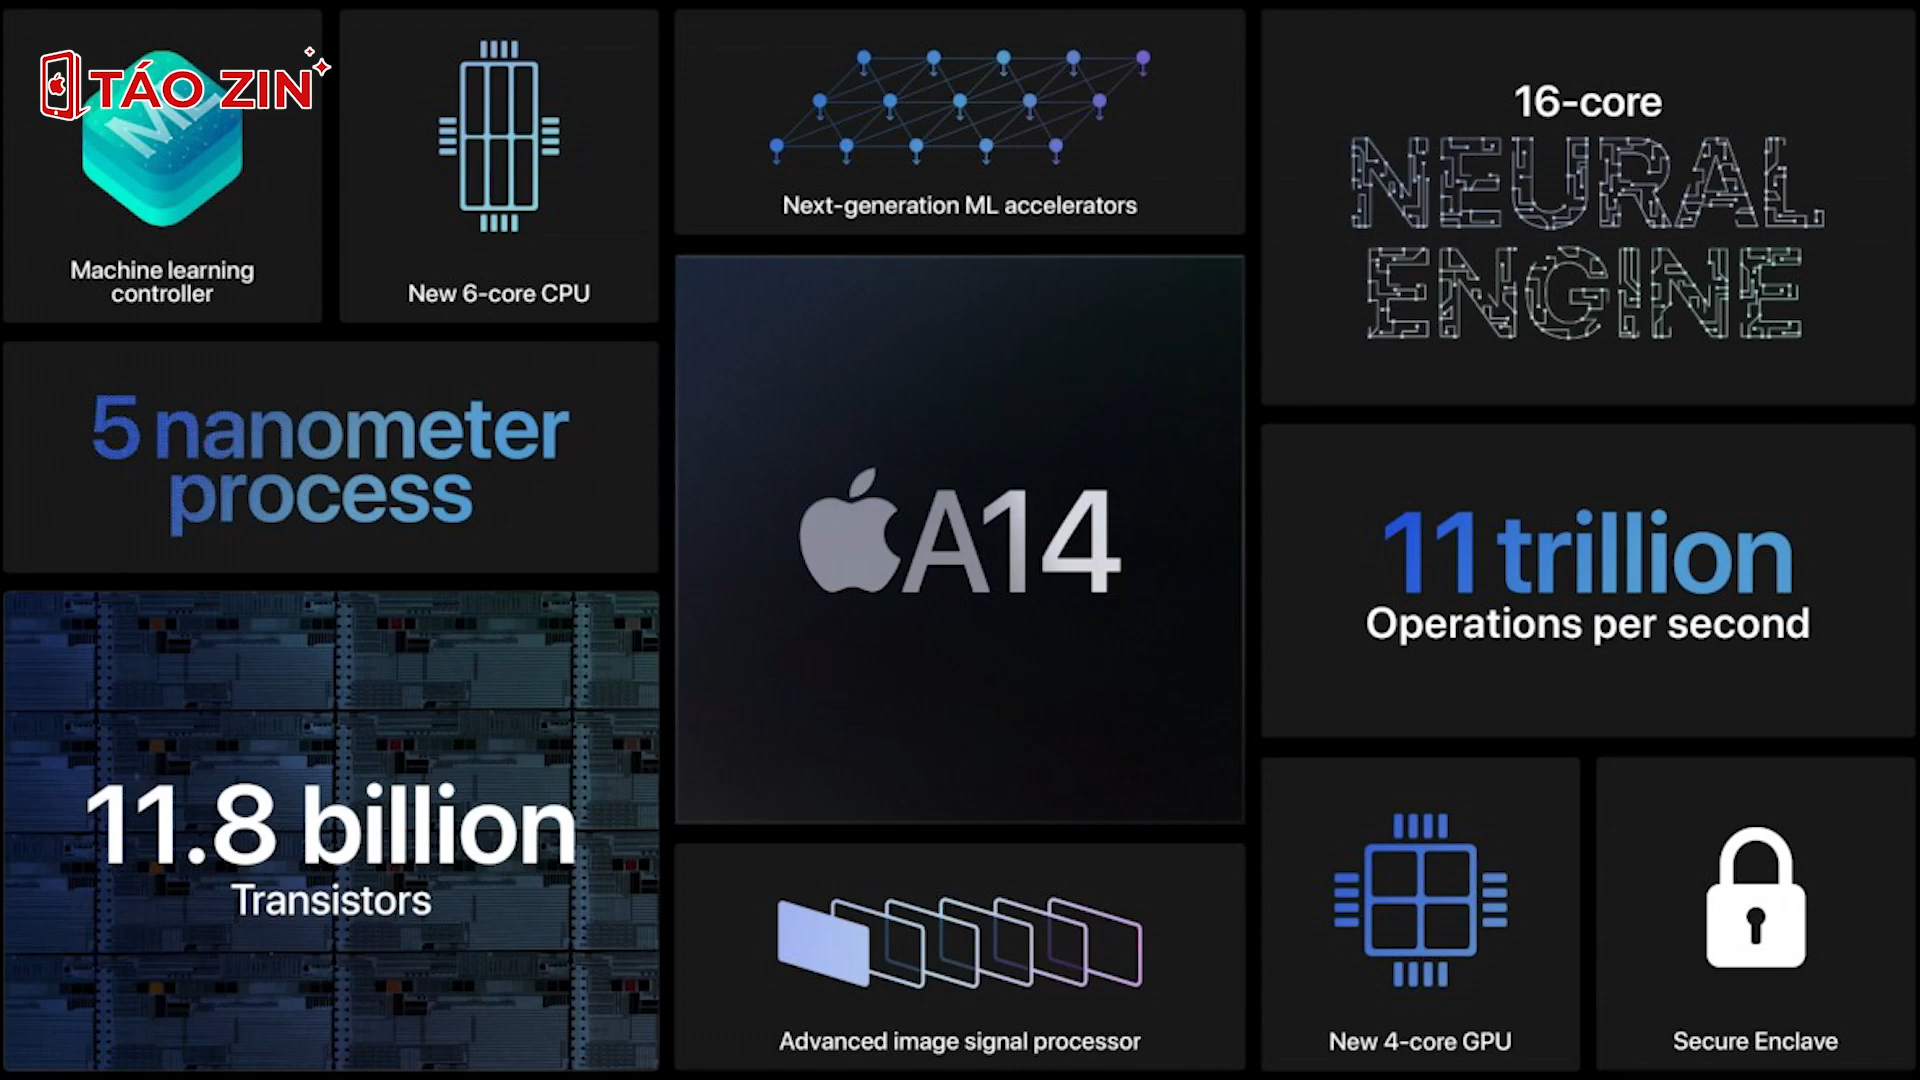 TÁO ZIN
ML
Machine learning
controller
New 6-core CPU
Next-generation ML accelerators
16-core
NEURAL
ENGINE
5 nanometer
process
A14
11 trillion
Operations per second
11.8 billion
Transistors
Advanced image signal processor
New 4-core GPU
Secure Enclave